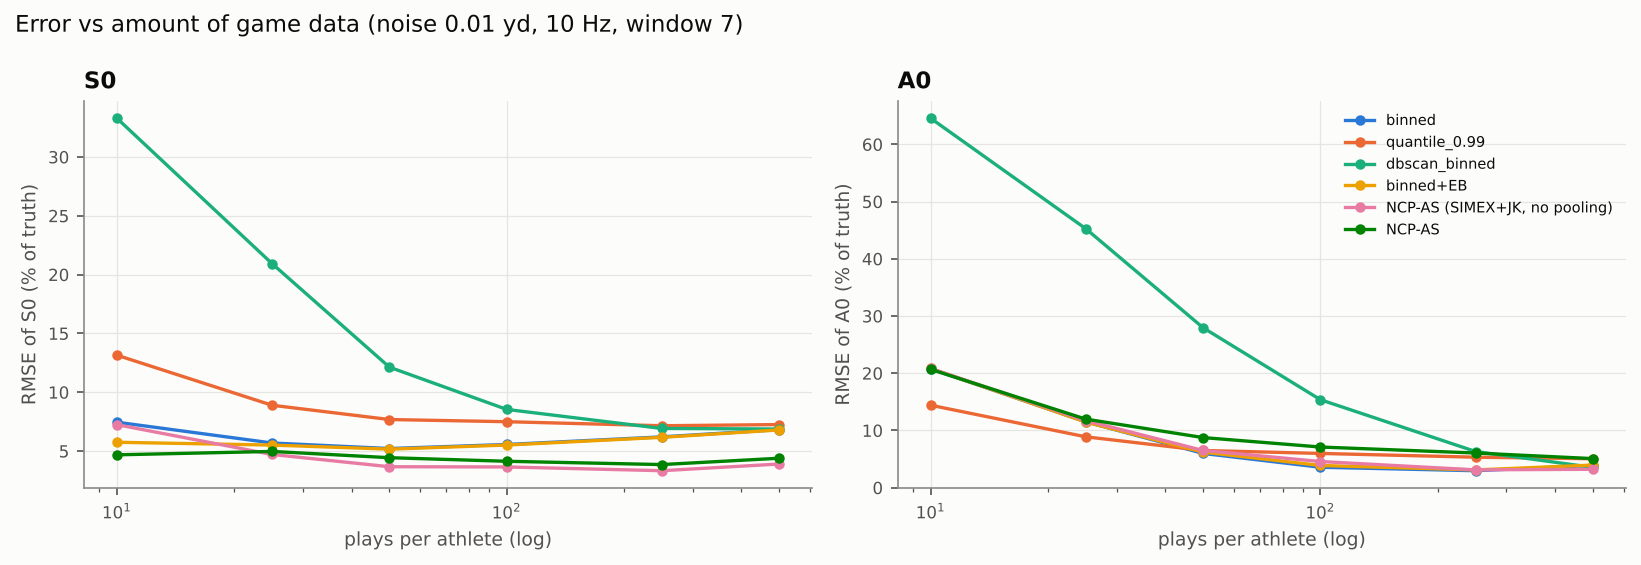 Error vs amount of game data (noise 0.01 yd, 10 Hz, window 7)
S0
RMSE of S0 (% of truth)
30
25
20
15
10
5
10¹
10²
plays per athlete (log)
A0
RMSE of A0 (% of truth)
60
50
40
30
20
10
0
10¹
10²
plays per athlete (log)
binned
quantile_0.99
dbscan_binned
binned+EB
NCP-AS (SIMEX+JK, no pooling)
NCP-AS